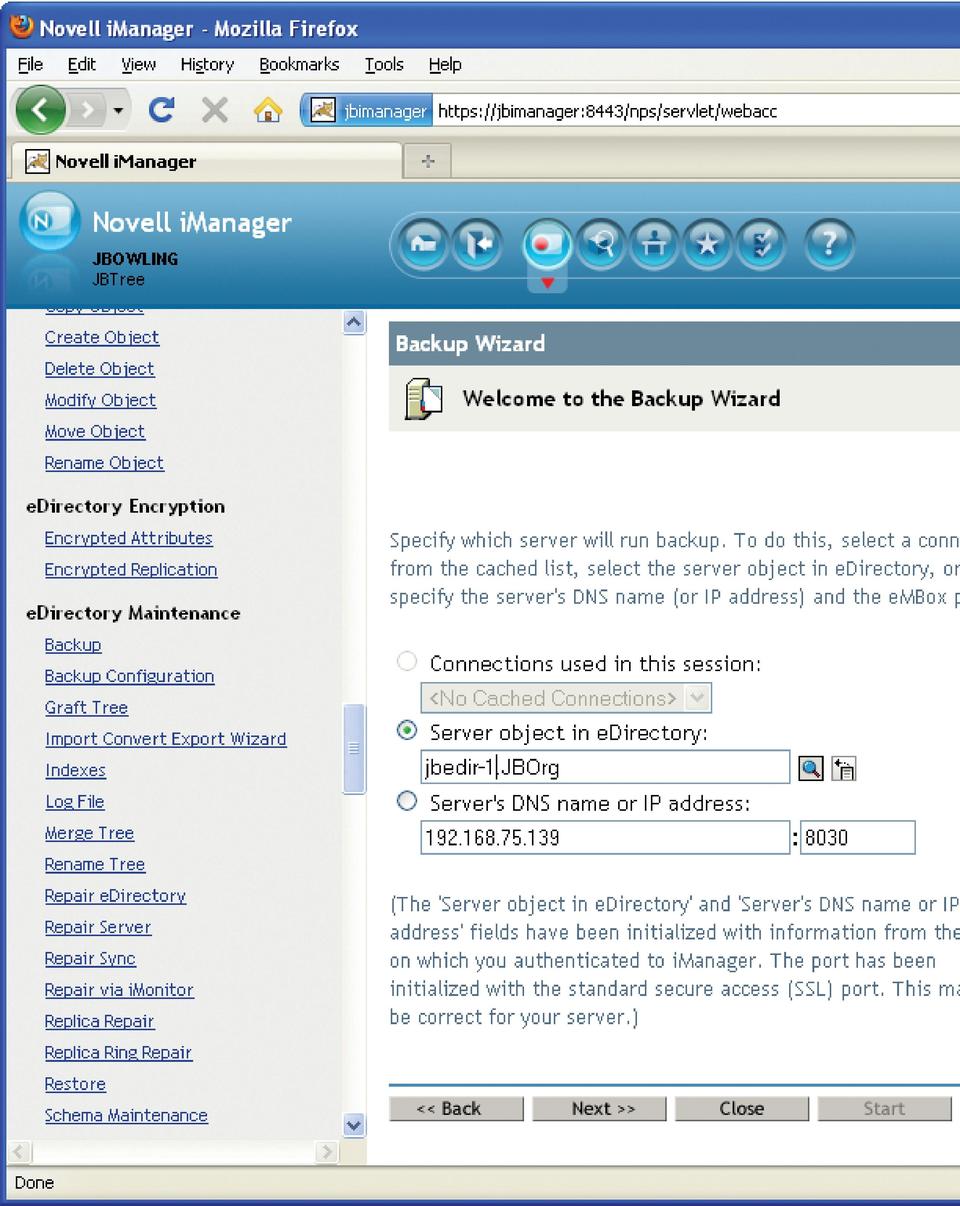 Novell iManager - Mozilla Firefox
File Edit View History Bookmarks Tools Help
jbimanager https://jbimanager:8443/nps/servlet/webacc
Novell iManager
N Novell iManager
JBOWLING
JBTree
?
Copy Object
Create Object
Delete Object
Modify Object
Move Object
Rename Object
eDirectory Encryption
Encrypted Attributes
Encrypted Replication
eDirectory Maintenance
Backup
Backup Configuration
Graft Tree
Import Convert Export Wizard
Indexes
Log File
Merge Tree
Rename Tree
Repair eDirectory
Repair Server
Repair Sync
Repair via iMonitor
Replica Repair
Replica Ring Repair
Restore
Schema Maintenance
Backup Wizard
Welcome to the Backup Wizard
Specify which server will run backup. To do this, select a conn
from the cached list, select the server object in eDirectory, or
specify the server's DNS name (or IP address) and the eMBox p
Connections used in this session:
<No Cached Connections>
Server object in eDirectory:
jbedir-1.JBOrg
Server's DNS name or IP address:
192.168.75.139 : 8030
(The 'Server object in eDirectory' and 'Server's DNS name or IP
address' fields have been initialized with information from the
on which you authenticated to iManager. The port has been
initialized with the standard secure access (SSL) port. This ma
be correct for your server.)
<< Back Next >> Close Start
Done